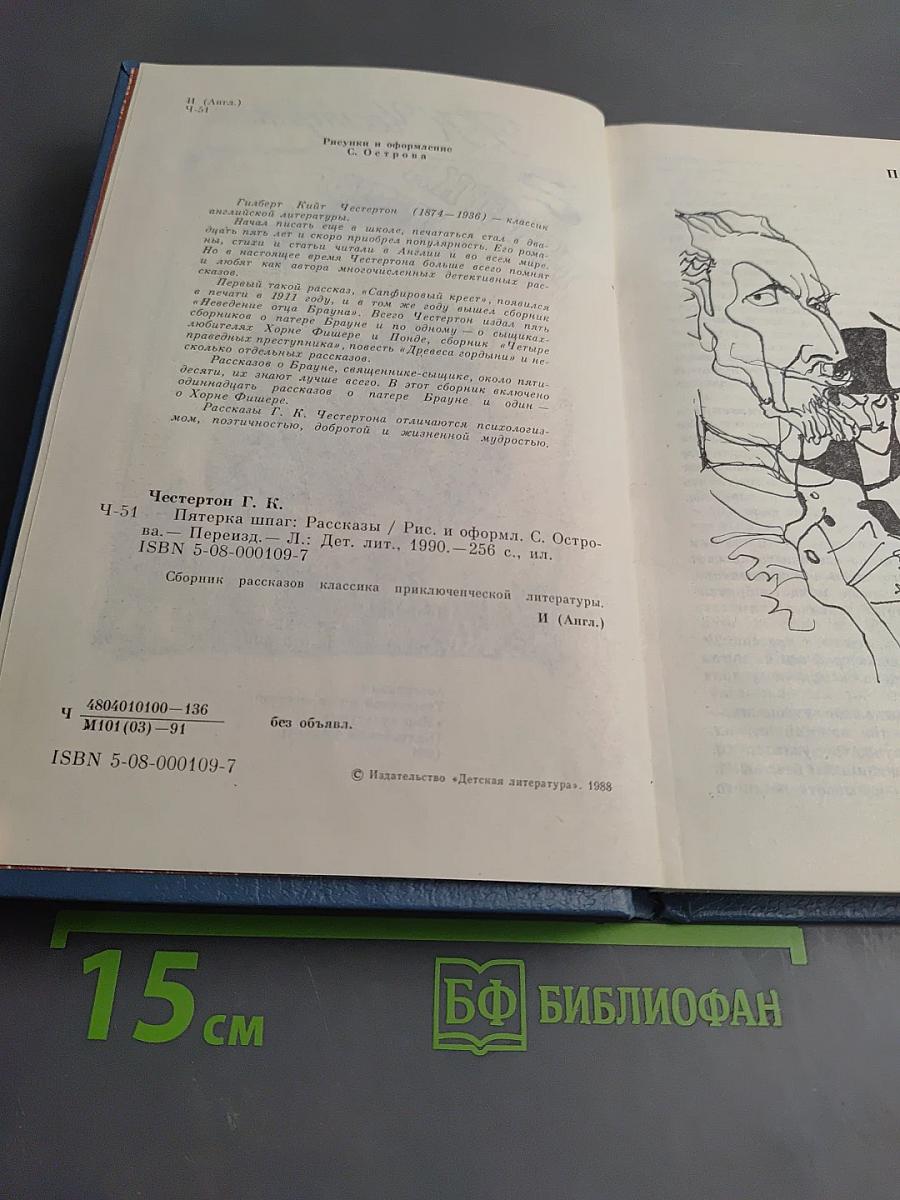 И (Англ.)
Ч-51
Рисунки и оформление
С. Острова
Гилберт Кийт Честертон (1874—1936) — классик
английской литературы.
Начал писать еще в школе, печататься стал в два-
дцать пять лет и скоро приобрел популярность. Его рома-
ны, стихи и статьи читали в Англии и во всем мире.
Но в настоящее время Честертона больше всего помнят
и любят как автора многочисленных детективных рас-
сказов.
Первый такой рассказ, «Сапфировый крест», появился
в печати в 1911 году, и в том же году вышел сборник
«Неведение отца Брауна». Всего Честертон издал пять
сборников о патере Брауне и по одному — о сыщиках-
любителях Хорне Фишере и Понде, сборник «Четыре
праведных преступника», повесть «Древеса гордыни» и не-
сколько отдельных рассказов.
Рассказов о Брауне, священнике-сыщике, около пяти-
десяти, их знают лучше всего. В этот сборник включено
одиннадцать рассказов о патере Брауне и один —
о Хорне Фишере.
Рассказы Г. К. Честертона отличаются психологиз-
мом, поэтичностью, добротой и жизненной мудростью.
Честертон Г. К.
Ч-51 Пятерка шпаг: Рассказы / Рис. и оформл. С. Остро-
ва.— Переизд.— Л.: Дет. лит., 1990.—256 с., ил.
ISBN 5-08-000109-7
Сборник рассказов классика приключенческой литературы.
И (Англ.)
Ч 4804010100—136
М101(03)—91 без объявл.
ISBN 5-08-000109-7
© Издательство «Детская литература». 1988
П
15 см
БФ БИБЛИОФАН